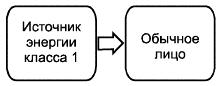 Источник
энергии
класса 1
Обычное
лицо